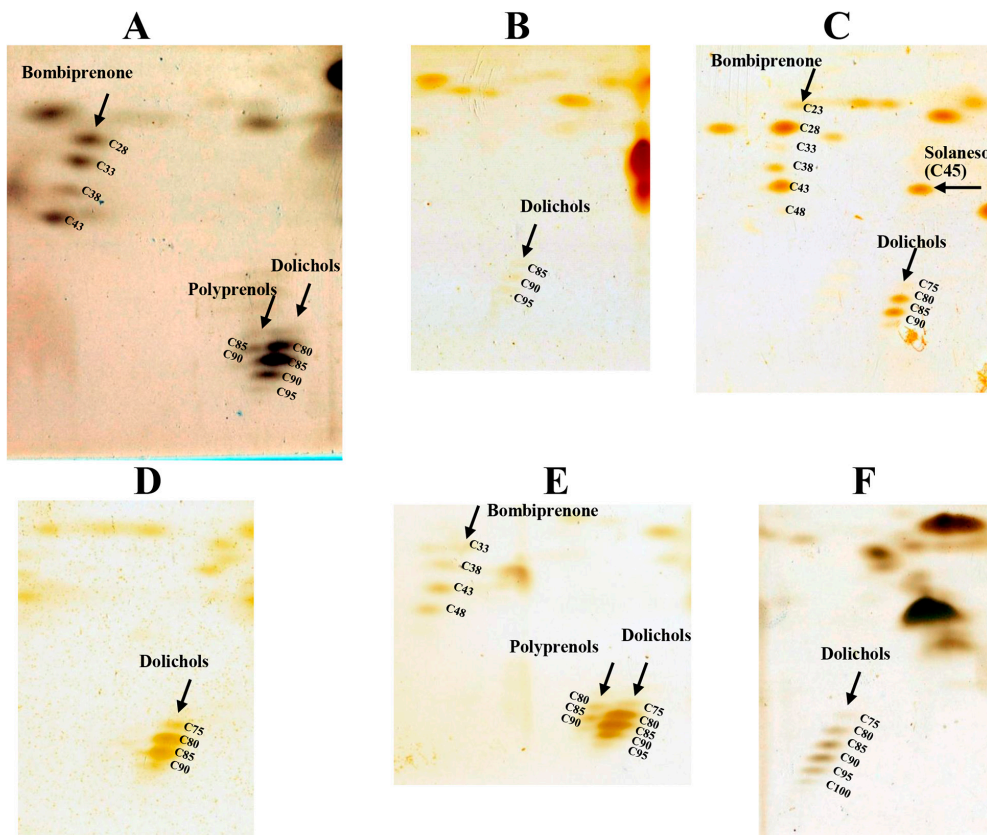 A
Bombiprenone
C28
C33
C38
C43
Polyprenols
Dolichols
C85
C90
C80
C85
C90
C95
B
Dolichols
C85
C90
C95
C
Bombiprenone
C23
C28
C33
C38
C43
C48
Solaneso
(C45)
Dolichols
C75
C80
C85
C90
D
Dolichols
C75
C80
C85
C90
E
Bombiprenone
C33
C38
C43
C48
Polyprenols
Dolichols
C80
C85
C90
C75
C80
C85
C90
C95
F
Dolichols
C75
C80
C85
C90
C95
C100